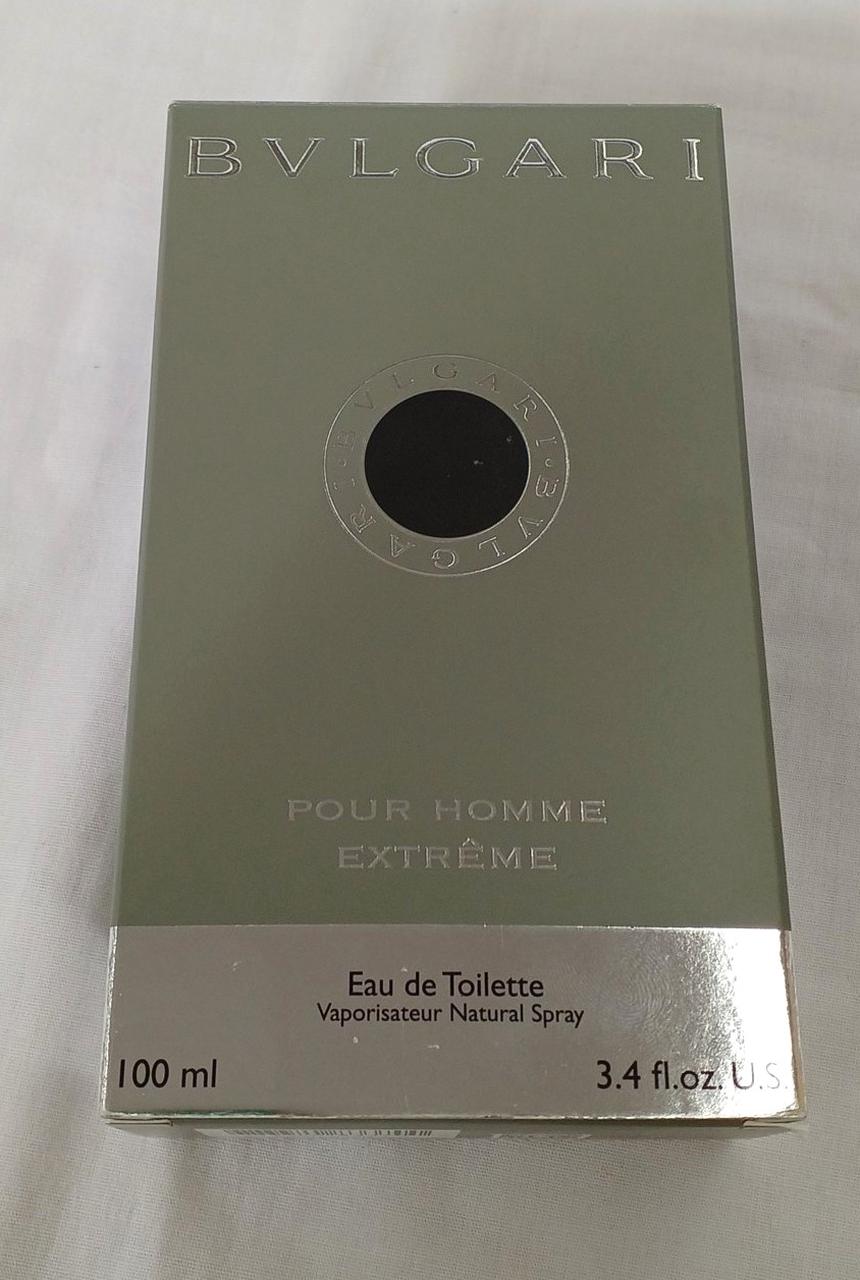 BVLGARI
BVLGARI · BVLGARI ·
POUR HOMME
EXTRÊME
Eau de Toilette
Vaporisateur Natural Spray
100 ml
3.4 fl.oz. U.S.